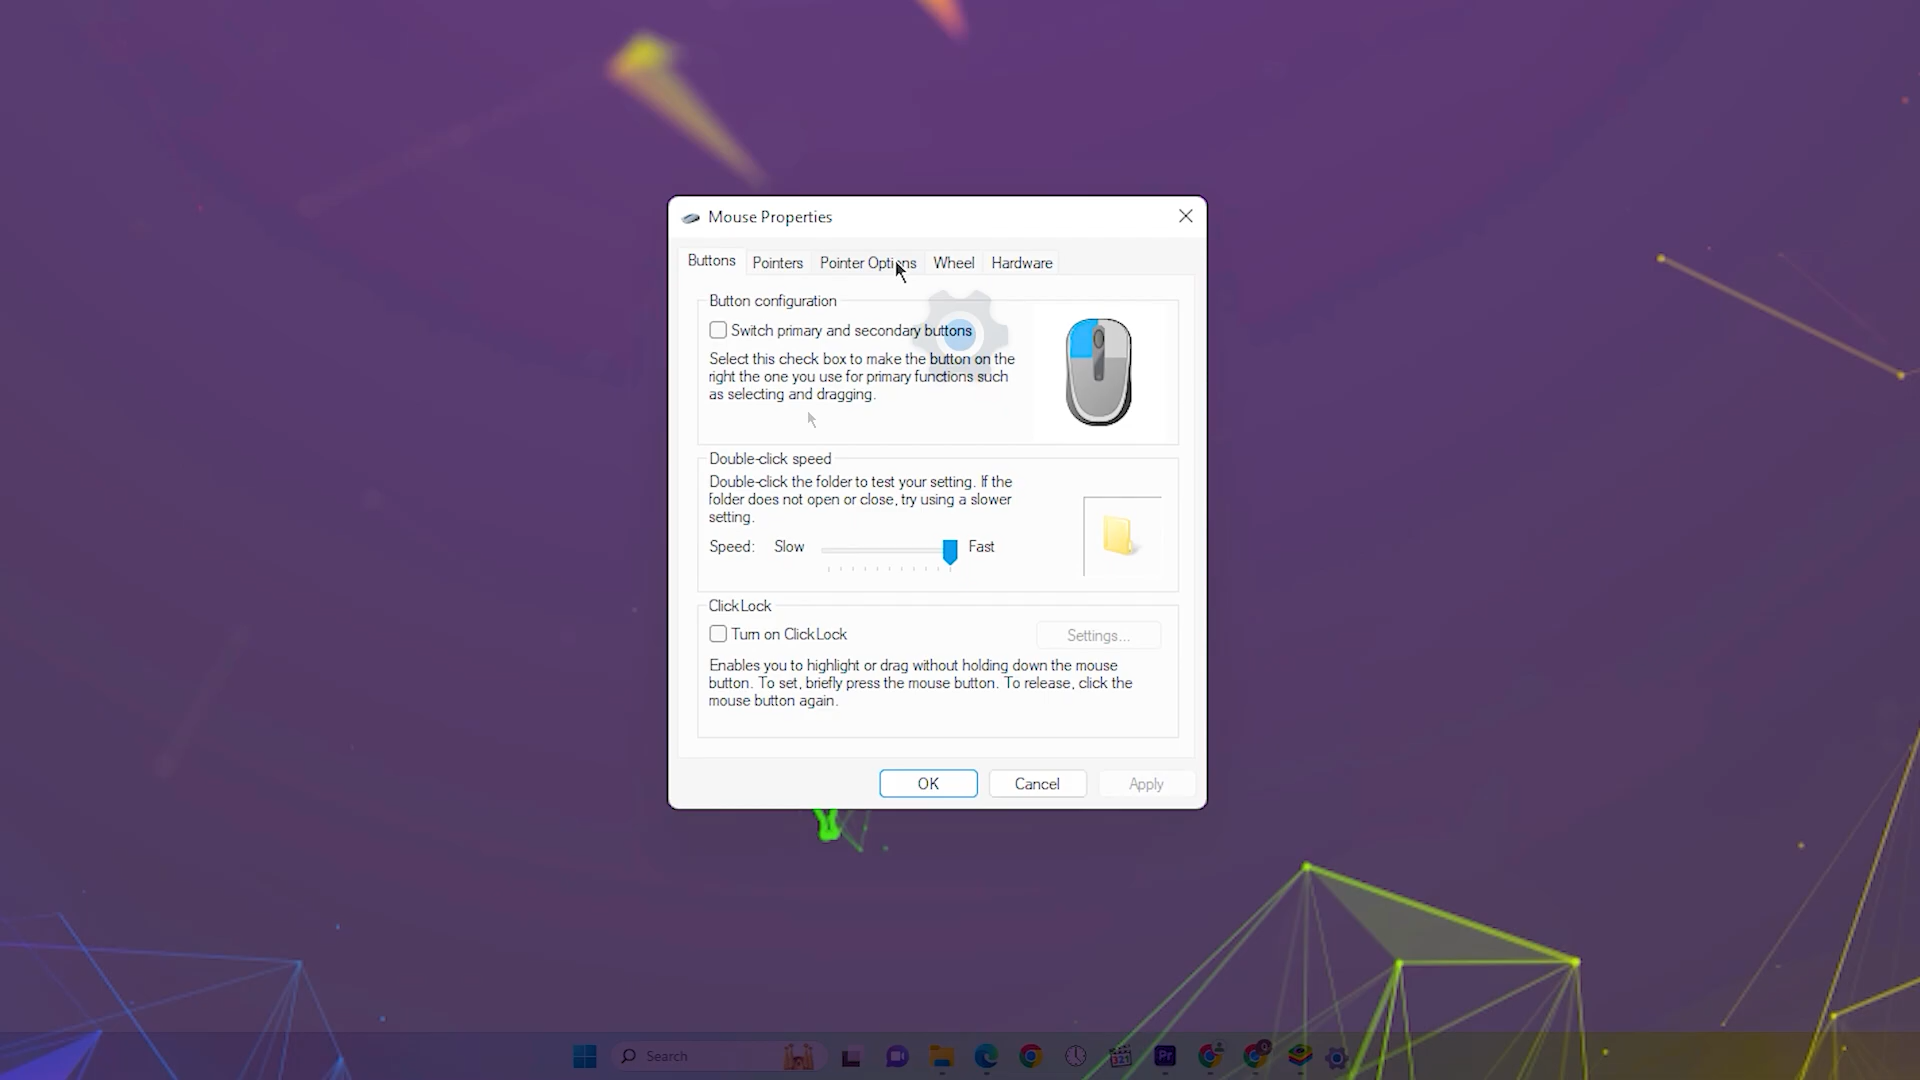 Mouse Properties
Buttons Pointers Pointer Options Wheel Hardware
Button configuration
Switch primary and secondary buttons
Select this check box to make the button on the
right the one you use for primary functions such
as selecting and dragging.
Double-click speed
Double-click the folder to test your setting. If the
folder does not open or close, try using a slower
setting.
Speed: Slow Fast
ClickLock
Turn on ClickLock
Settings...
Enables you to highlight or drag without holding down the mouse
button. To set, briefly press the mouse button. To release, click the
mouse button again.
OK Cancel Apply
Search
321
Pr